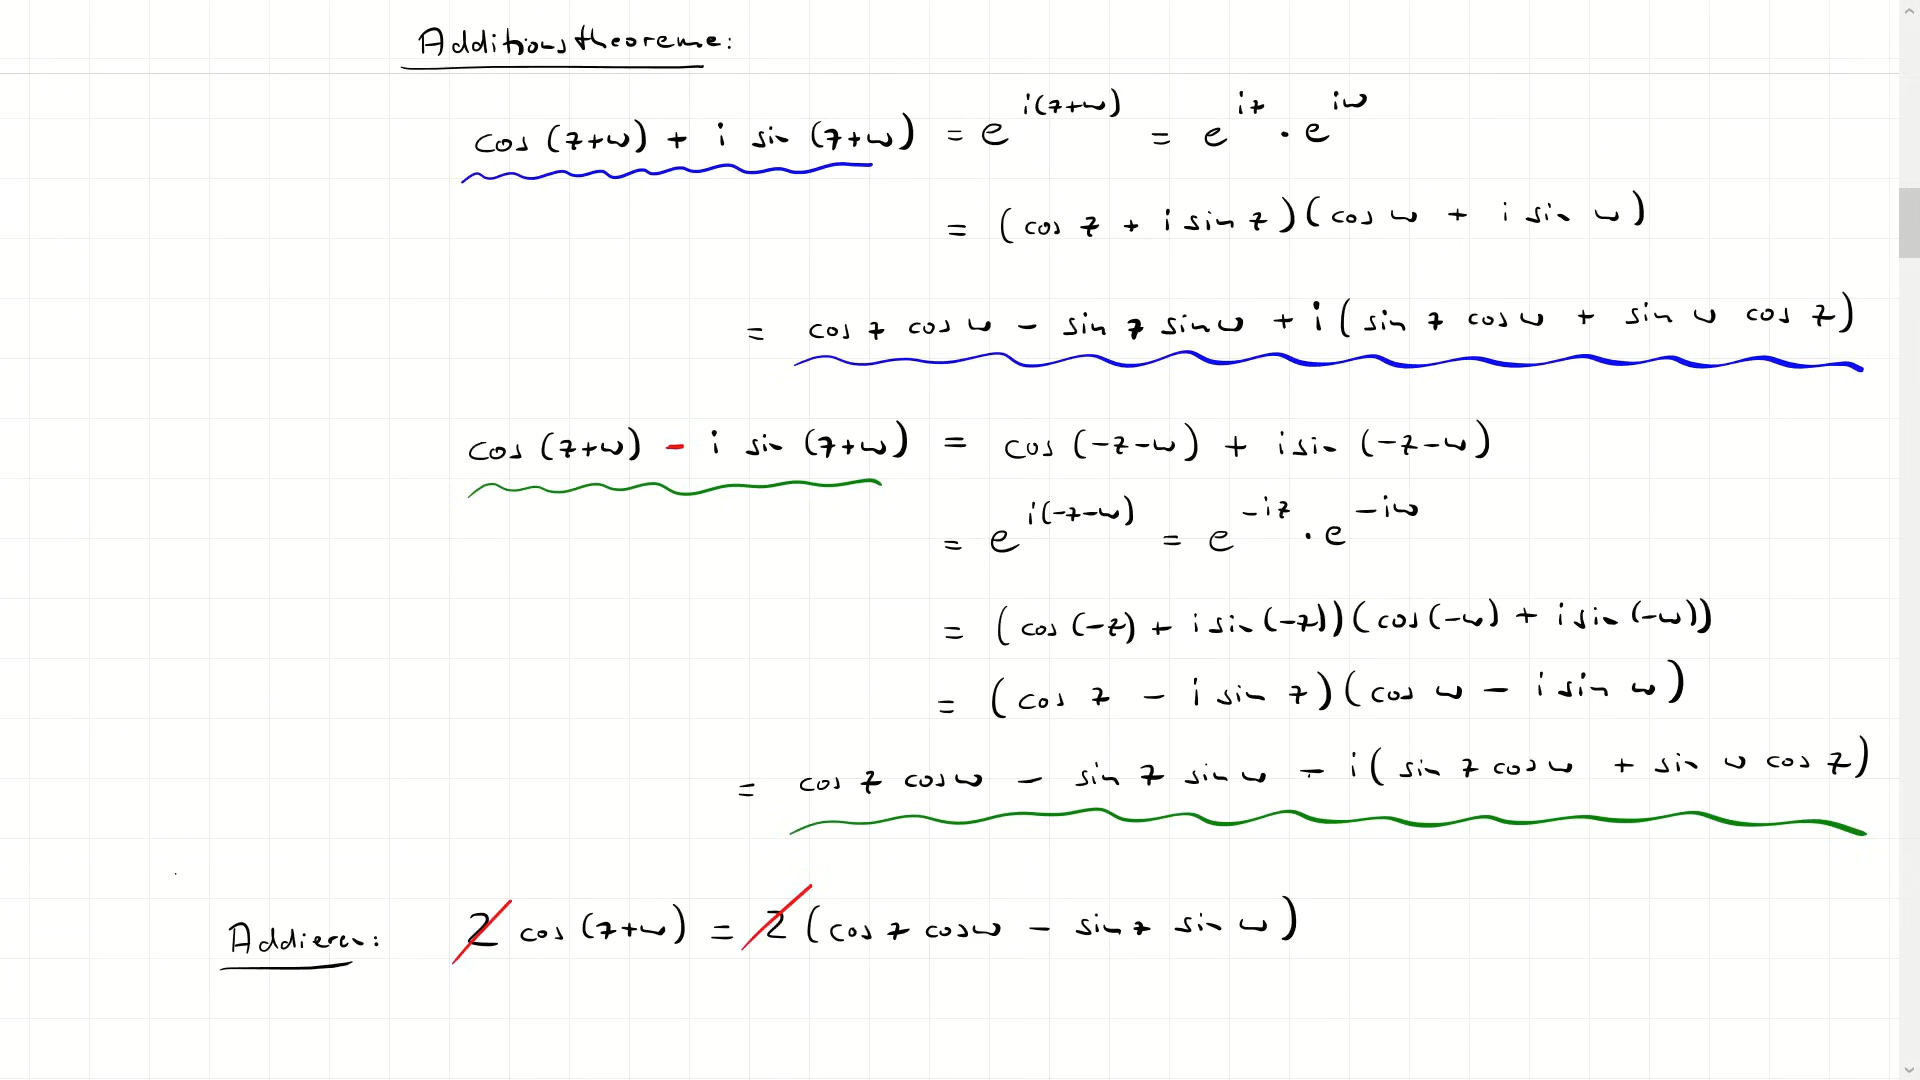 Additionstheoreme:
cos (z+w) + i sin (z+w) = e^{i(z+w)} = e^{iz} · e^{iw}
= (cos z + i sin z)(cos w + i sin w)
= cos z cos w - sin z sin w + i(sin z cos w + sin w cos z)
cos (z+w) - i sin (z+w) = cos (-z-w) + i sin (-z-w)
= e^{i(-z-w)} = e^{-iz} · e^{-iw}
= (cos (-z) + i sin (-z))(cos (-w) + i sin (-w))
= (cos z - i sin z)(cos w - i sin w)
= cos z cos w - sin z sin w - i(sin z cos w + sin w cos z)
Addieren: 2 cos (z+w) = 2 (cos z cos w - sin z sin w)